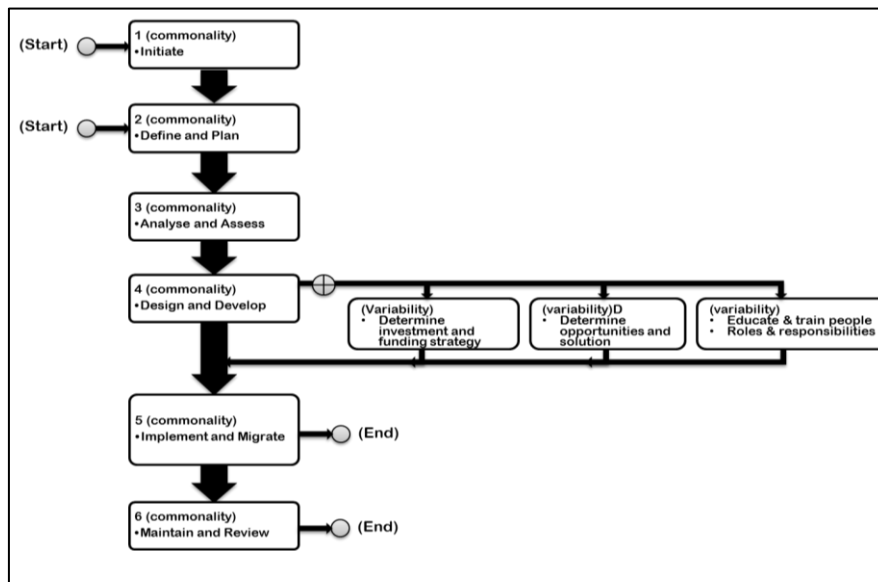 (Start)
1 (commonality)
•Initiate
(Start)
2 (commonality)
•Define and Plan
3 (commonality)
•Analyse and Assess
4 (commonality)
•Design and Develop
(Variability)
• Determine
investment and
funding strategy
(variability)D
• Determine
opportunities and
solution
(variability)
• Educate & train people
• Roles & responsibilities
5 (commonality)
•Implement and Migrate
(End)
6 (commonality)
•Maintain and Review
(End)